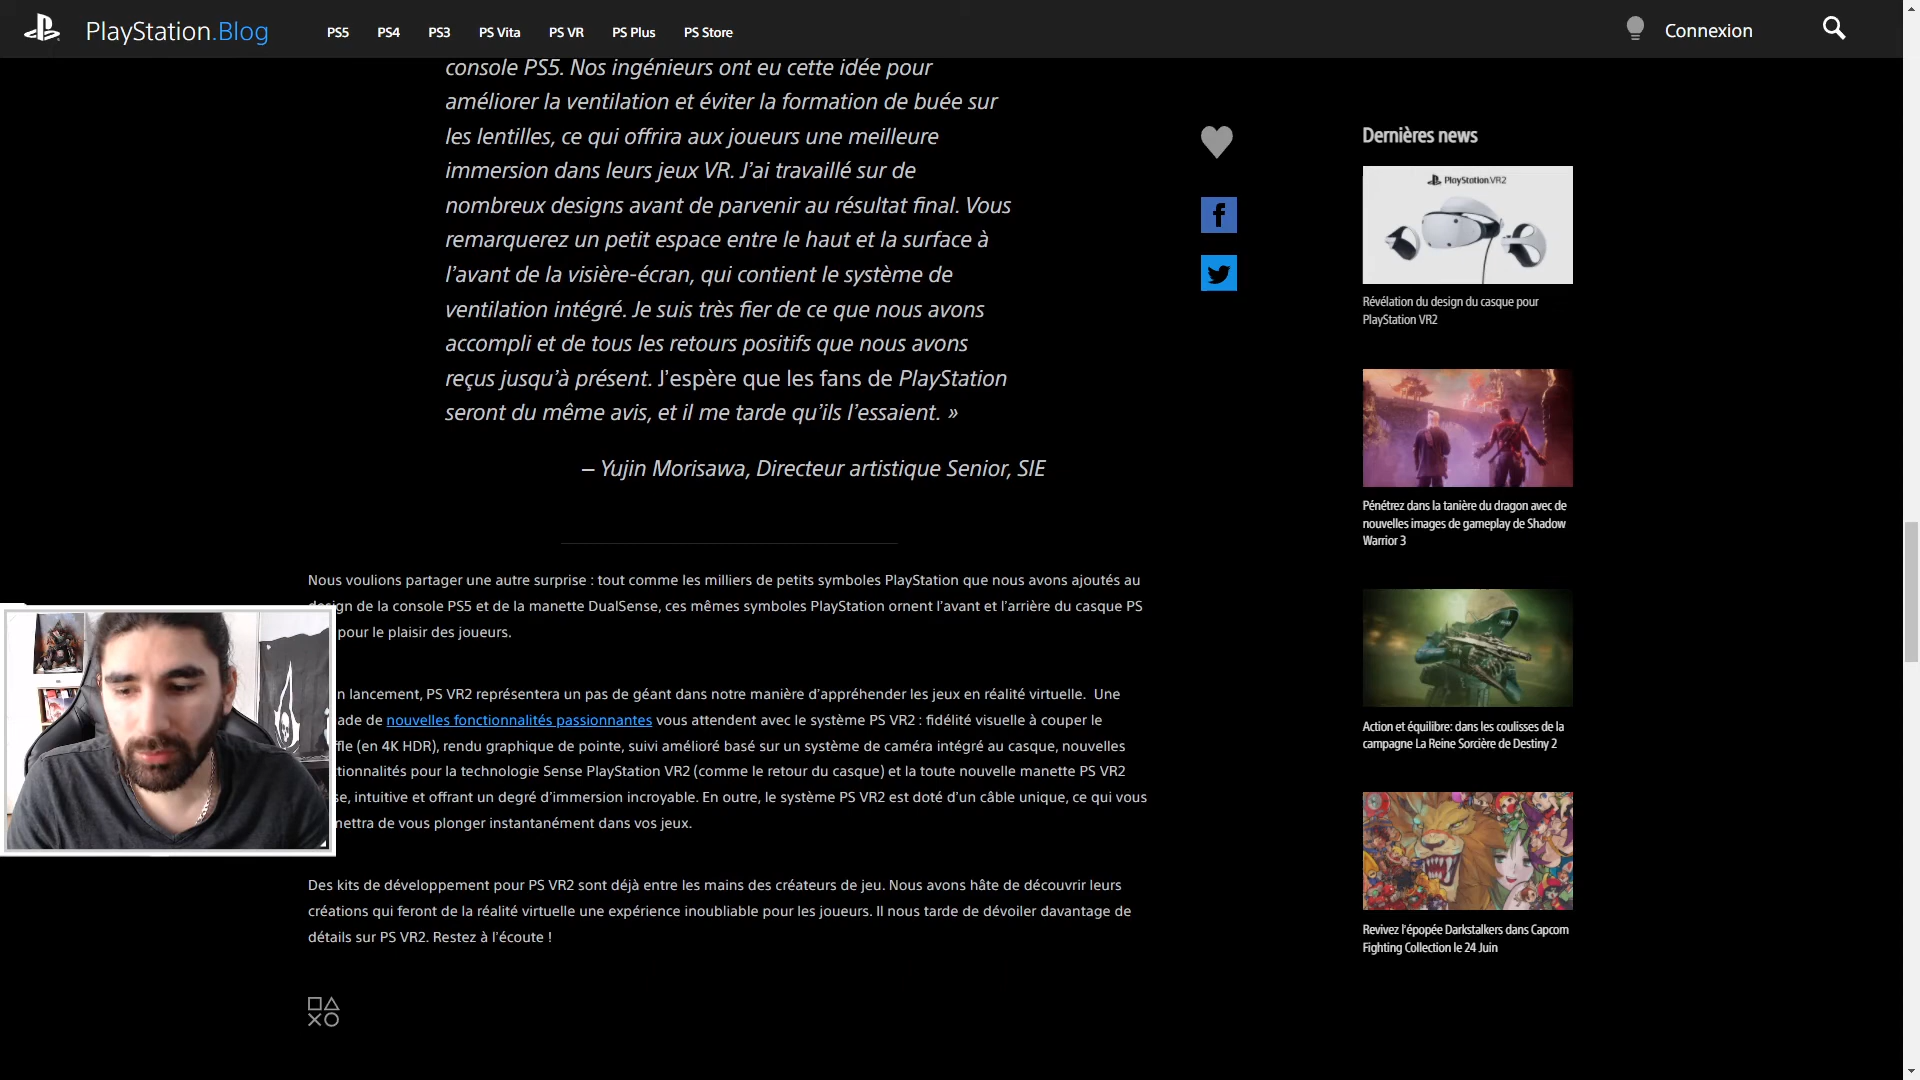 PlayStation.Blog
PS5
PS4
PS3
PS Vita
PS VR
PS Plus
PS Store
Connexion
console PS5. Nos ingénieurs ont eu cette idée pour
améliorer la ventilation et éviter la formation de buée sur
les lentilles, ce qui offrira aux joueurs une meilleure
immersion dans leurs jeux VR. J’ai travaillé sur de
nombreux designs avant de parvenir au résultat final. Vous
remarquerez un petit espace entre le haut et la surface à
l’avant de la visière-écran, qui contient le système de
ventilation intégré. Je suis très fier de ce que nous avons
accompli et de tous les retours positifs que nous avons
reçus jusqu’à présent. J’espère que les fans de PlayStation
seront du même avis, et il me tarde qu’ils l’essaient. »
– Yujin Morisawa, Directeur artistique Senior, SIE
Nous voulions partager une autre surprise : tout comme les milliers de petits symboles PlayStation que nous avons ajoutés au
design de la console PS5 et de la manette DualSense, ces mêmes symboles PlayStation ornent l’avant et l’arrière du casque PS
pour le plaisir des joueurs.
n lancement, PS VR2 représentera un pas de géant dans notre manière d’appréhender les jeux en réalité virtuelle. Une
ade de nouvelles fonctionnalités passionnantes vous attendent avec le système PS VR2 : fidélité visuelle à couper le
ffle (en 4K HDR), rendu graphique de pointe, suivi amélioré basé sur un système de caméra intégré au casque, nouvelles
tionnalités pour la technologie Sense PlayStation VR2 (comme le retour du casque) et la toute nouvelle manette PS VR2
se, intuitive et offrant un degré d’immersion incroyable. En outre, le système PS VR2 est doté d’un câble unique, ce qui vous
mettra de vous plonger instantanément dans vos jeux.
Des kits de développement pour PS VR2 sont déjà entre les mains des créateurs de jeu. Nous avons hâte de découvrir leurs
créations qui feront de la réalité virtuelle une expérience inoubliable pour les joueurs. Il nous tarde de dévoiler davantage de
détails sur PS VR2. Restez à l’écoute !
Dernières news
PlayStation VR2
Révélation du design du casque pour
PlayStation VR2
Pénétrez dans la tanière du dragon avec de
nouvelles images de gameplay de Shadow
Warrior 3
Action et équilibre: dans les coulisses de la
campagne La Reine Sorcière de Destiny 2
Revivez l’épopée Darkstalkers dans Capcom
Fighting Collection le 24 Juin